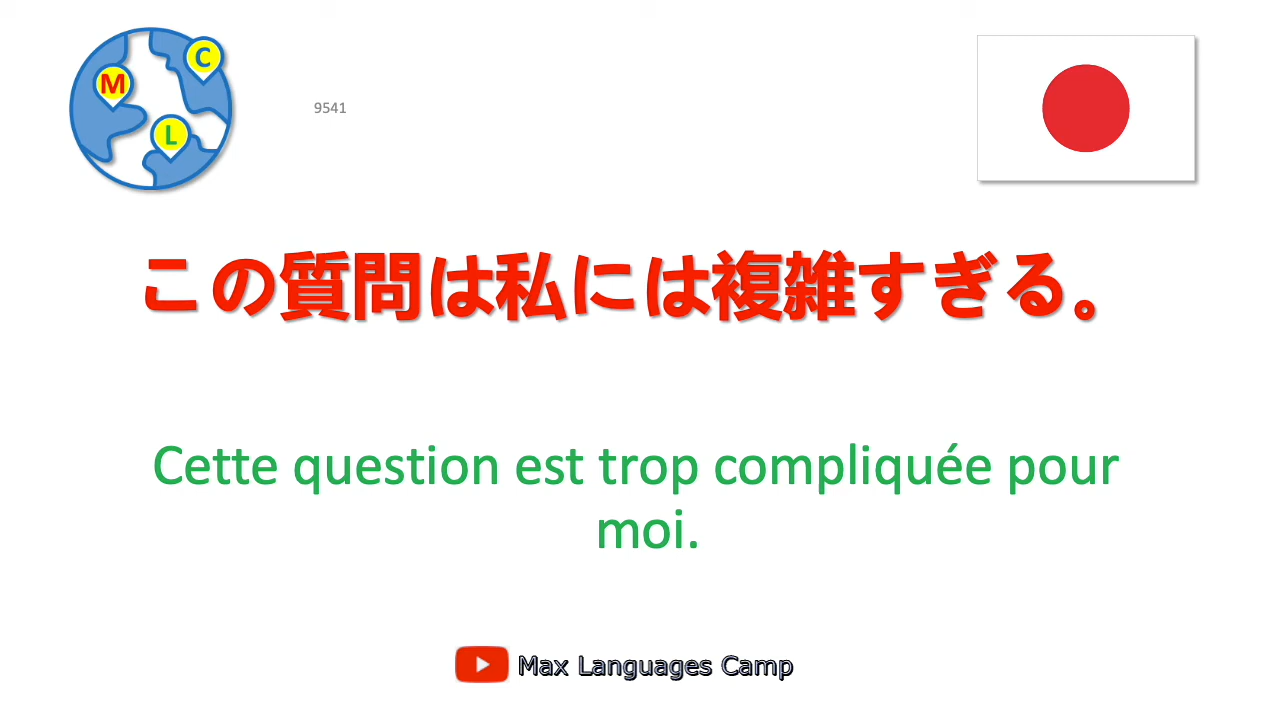 M
C
L
9541
この質問は私には複雑すぎる。
Cette question est trop compliquée pour
moi.
Max Languages Camp